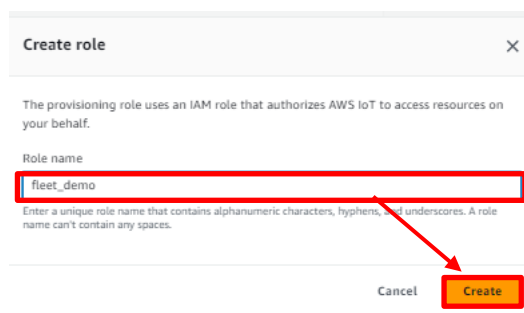 Create role
The provisioning role uses an IAM role that authorizes AWS IoT to access resources on
your behalf.
Role name
fleet_demo
Enter a unique role name that contains alphanumeric characters, hyphens, and underscores. A role
name can't contain any spaces.
Cancel
Create